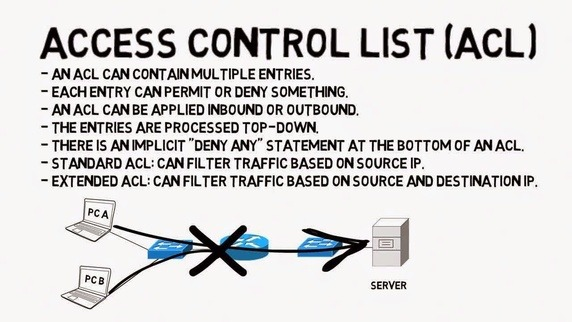 ACCESS CONTROL LIST (ACL)
- AN ACL CAN CONTAIN MULTIPLE ENTRIES.
- EACH ENTRY CAN PERMIT OR DENY SOMETHING.
- AN ACL CAN BE APPLIED INBOUND OR OUTBOUND.
- THE ENTRIES ARE PROCESSED TOP-DOWN.
- THERE IS AN IMPLICIT "DENY ANY" STATEMENT AT THE BOTTOM OF AN ACL.
- STANDARD ACL: CAN FILTER TRAFFIC BASED ON SOURCE IP.
- EXTENDED ACL: CAN FILTER TRAFFIC BASED ON SOURCE AND DESTINATION IP.
PC A
PC B
SERVER